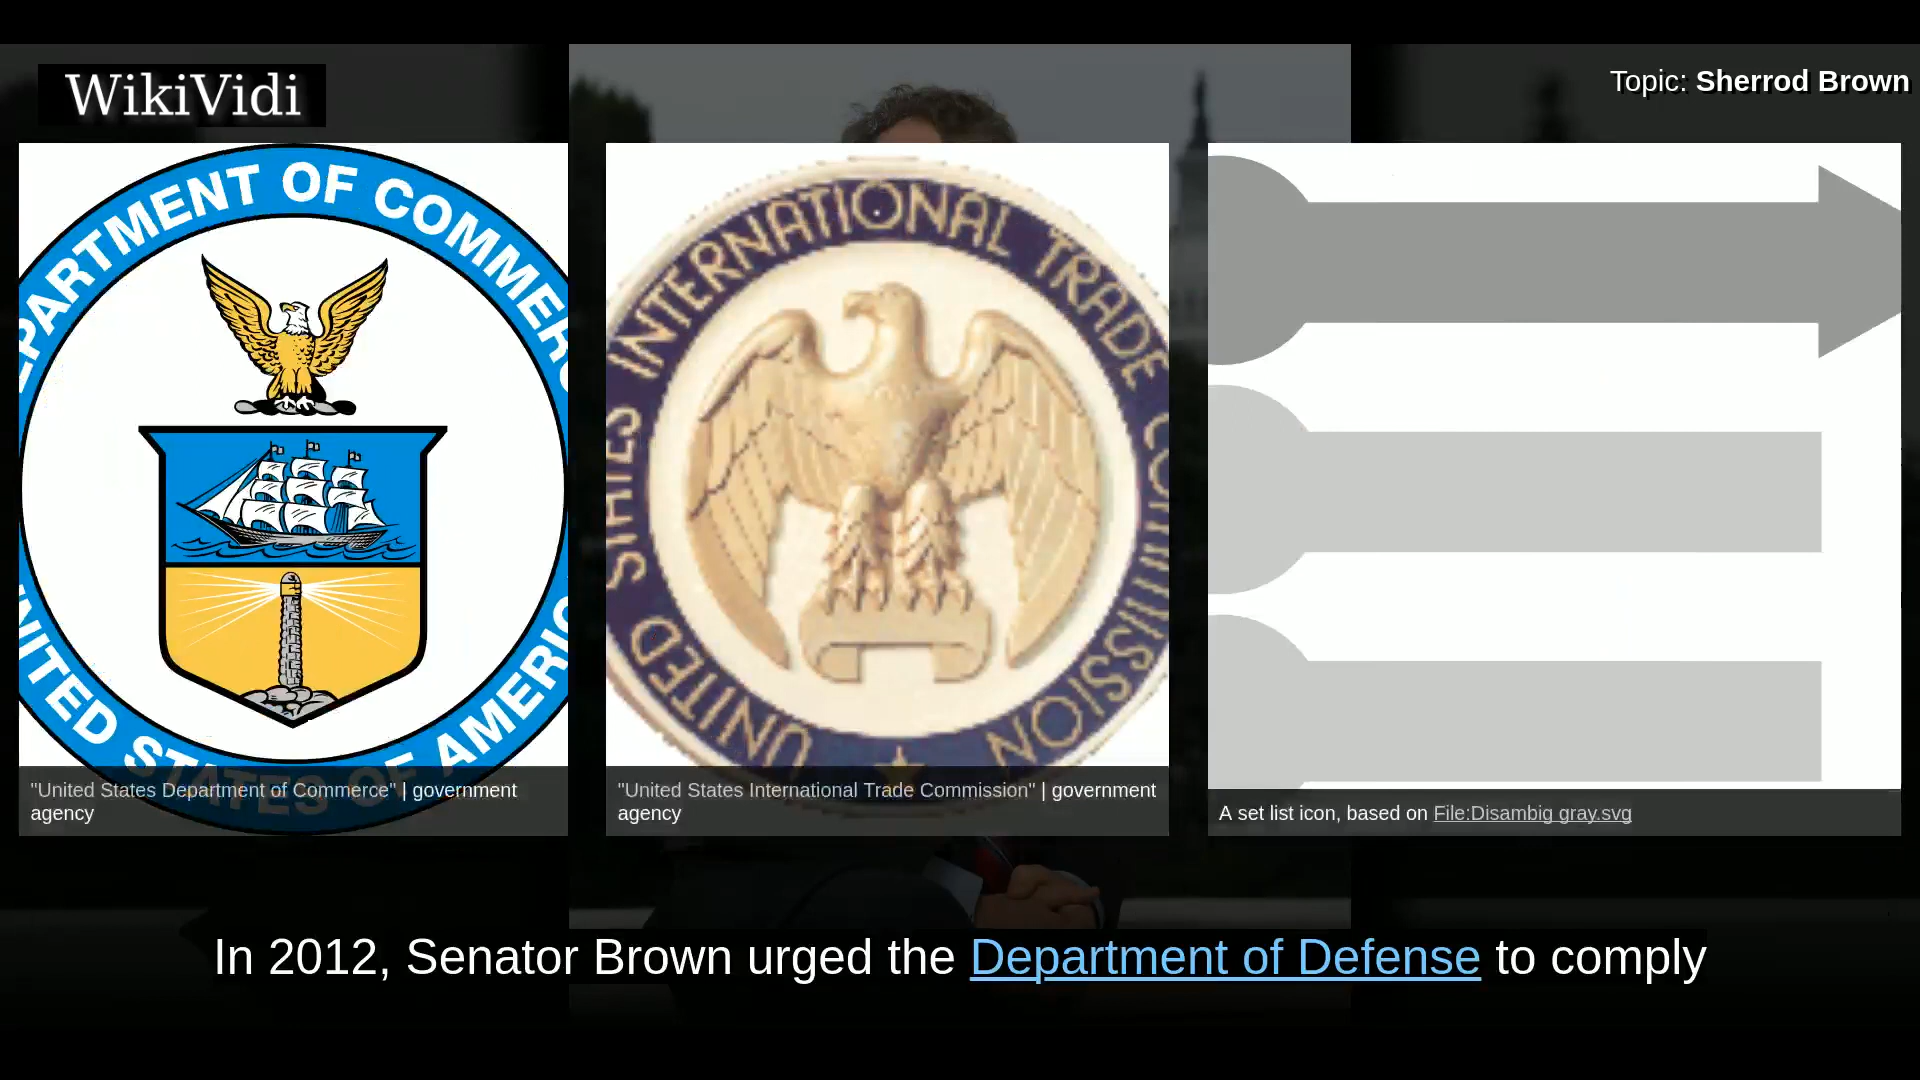 WikiVidi
Topic: Sherrod Brown
DEPARTMENT OF COMMERC
UNITED STATES OF AMERIC
UNITED STATES INTERNATIONAL TRADE COMMISSION
"United States Department of Commerce" | government
agency
"United States International Trade Commission" | government
agency
A set list icon, based on File:Disambig gray.svg
In 2012, Senator Brown urged the Department of Defense to comply